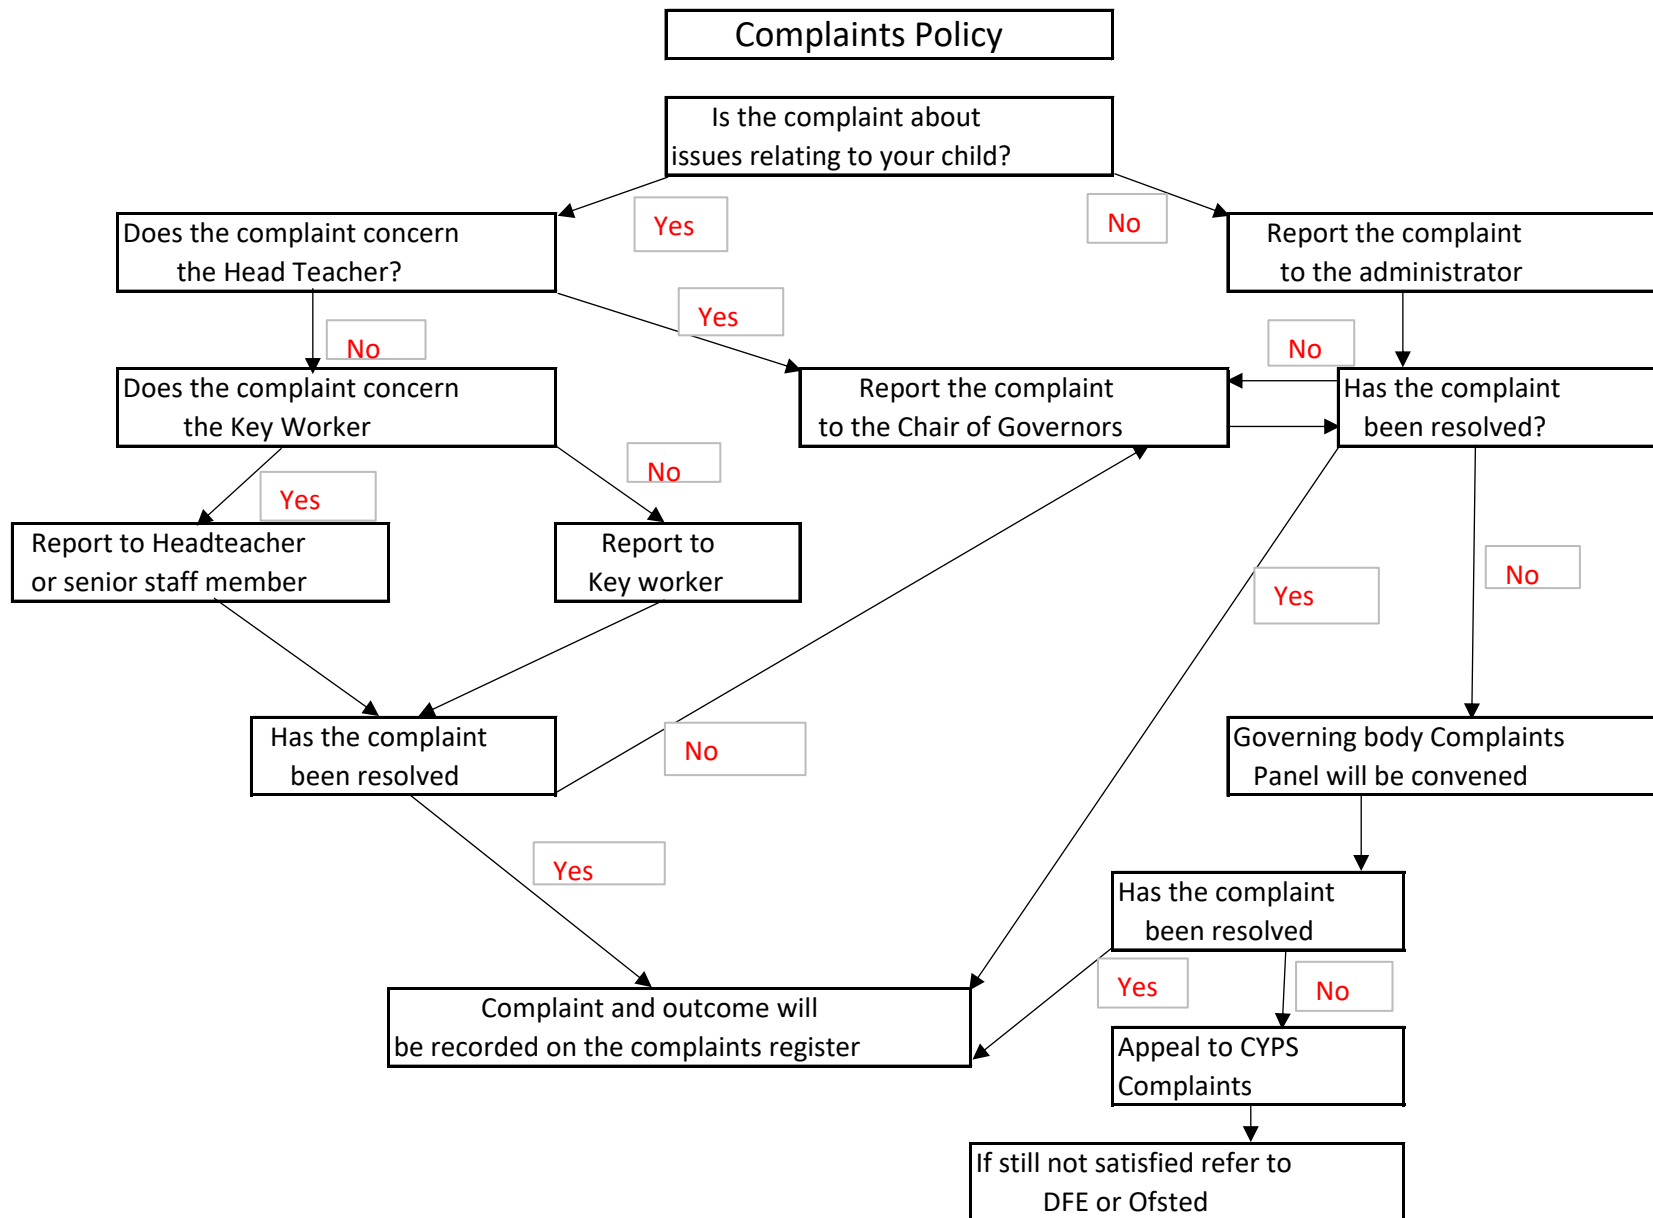 Complaints Policy
Is the complaint about
issues relating to your child?
Yes
No
Does the complaint concern
the Head Teacher?
Report the complaint
to the administrator
Yes
No
No
Does the complaint concern
the Key Worker
Report the complaint
to the Chair of Governors
Has the complaint
been resolved?
No
Yes
Report to Headteacher
or senior staff member
Report to
Key worker
No
Yes
Has the complaint
been resolved
No
Governing body Complaints
Panel will be convened
Yes
Has the complaint
been resolved
Yes
No
Complaint and outcome will
be recorded on the complaints register
Appeal to CYPS
Complaints
If still not satisfied refer to
DFE or Ofsted